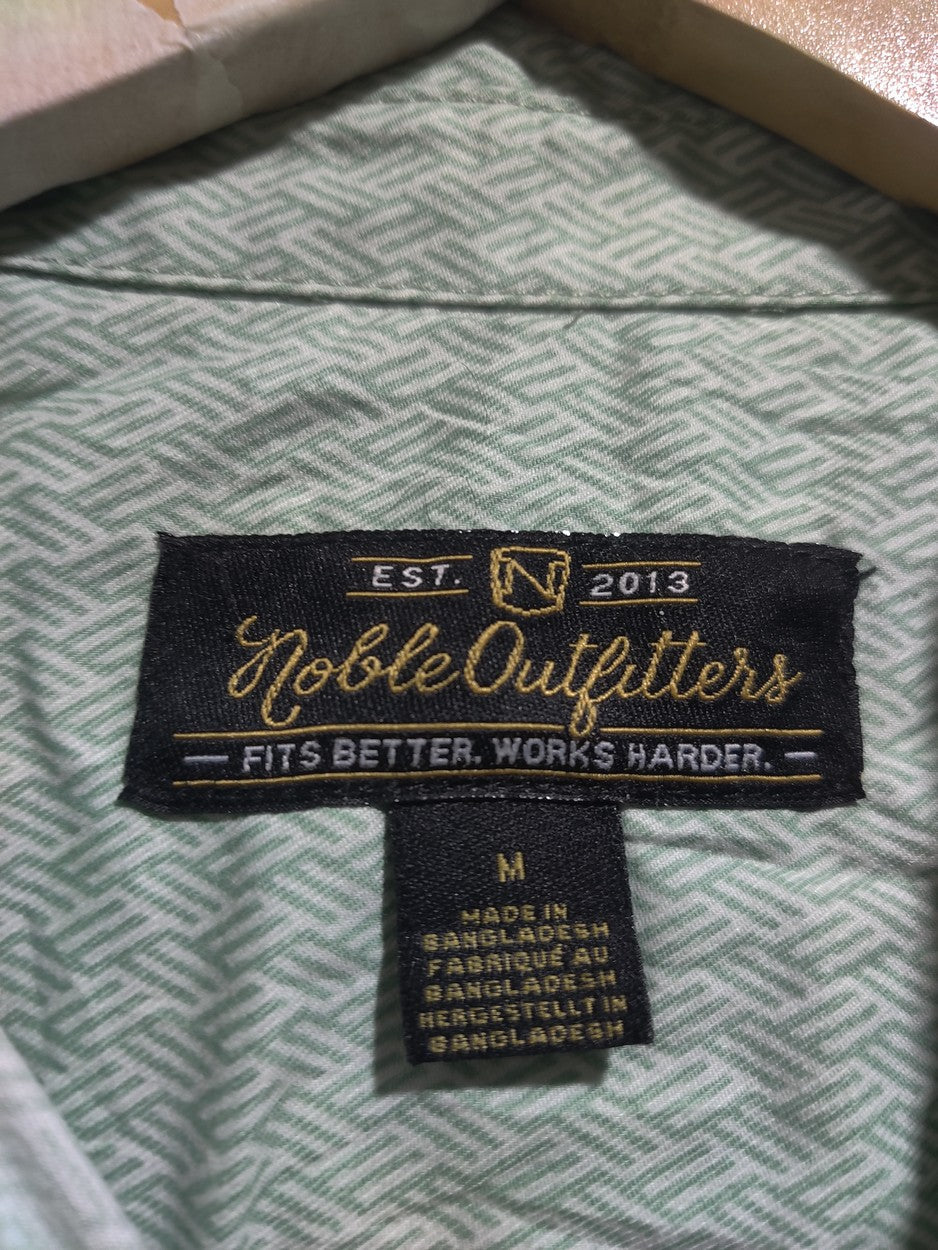 EST. N 2013
Noble Outfitters
— FITS BETTER. WORKS HARDER. —
M
MADE IN
BANGLADESH
FABRIQUÉ AU
BANGLADESH
HERGESTELLT IN
BANGLADESH